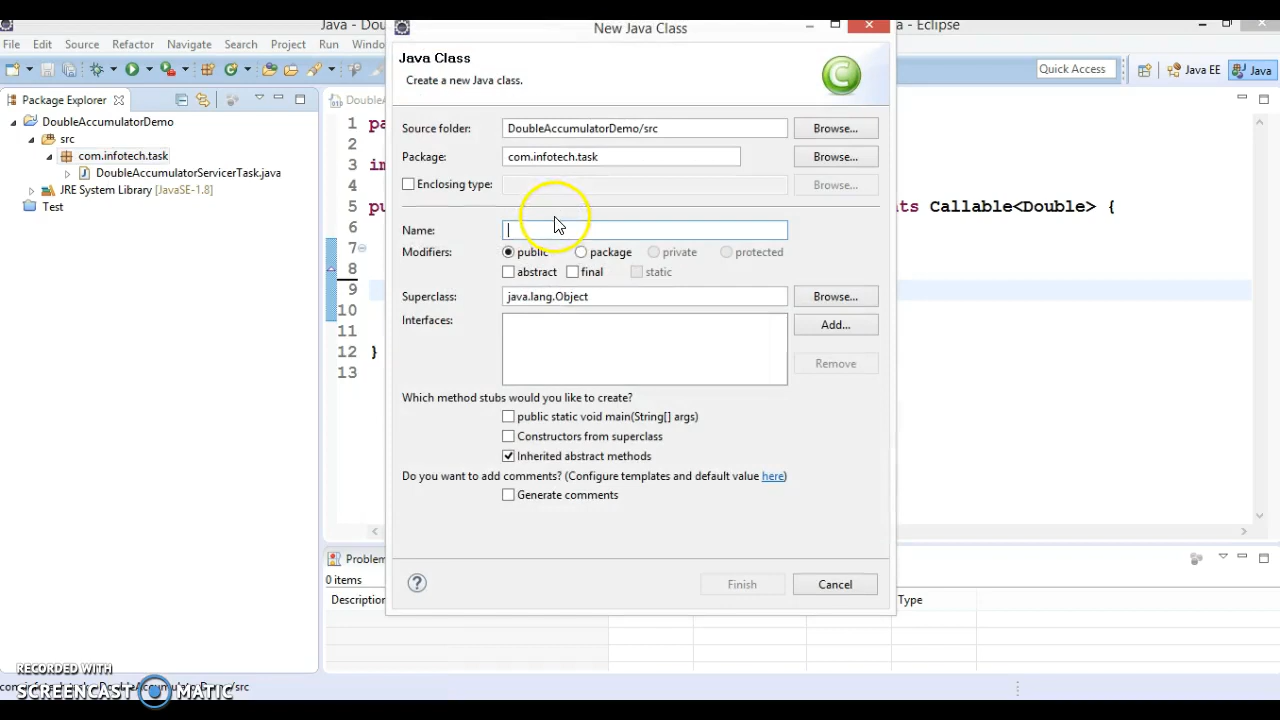 Java - Dou
- Eclipse
New Java Class
File Edit Source Refactor Navigate Search Project Run Windo
Java Class
Create a new Java class.
Quick Access
Java EE
Java
Package Explorer
DoubleAccumulatorDemo
src
com.infotech.task
DoubleAccumulatorServicerTask.java
JRE System Library [JavaSE-1.8]
Test
DoubleA
1 pa
2
3 im
4
5 pu
nts Callable<Double> {
6
7
8
9
10
11
12 }
13
Source folder: DoubleAccumulatorDemo/src Browse...
Package: com.infotech.task Browse...
Enclosing type: Browse...
Name:
Modifiers: public package private protected
abstract final static
Superclass: java.lang.Object Browse...
Interfaces: Add...
Remove
Which method stubs would you like to create?
public static void main(String[] args)
Constructors from superclass
Inherited abstract methods
Do you want to add comments? (Configure templates and default value here)
Generate comments
Finish Cancel
Problem
0 items
Description
Type
RECORDED WITH
SCREENCAST MATIC